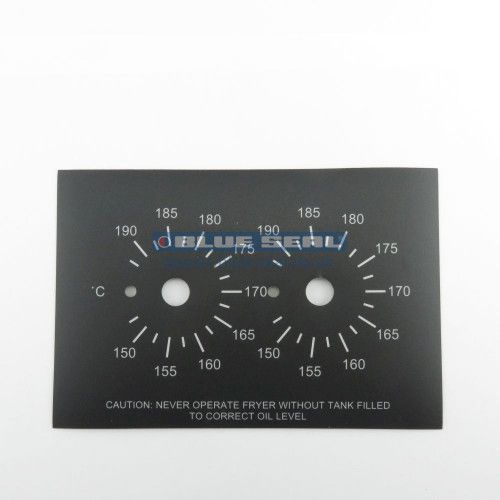 185 185
190 180 190 180
BLUE SEAL
175 175
°C 170 170
165 165
150 160 150 160
155 155
CAUTION: NEVER OPERATE FRYER WITHOUT TANK FILLED
TO CORRECT OIL LEVEL